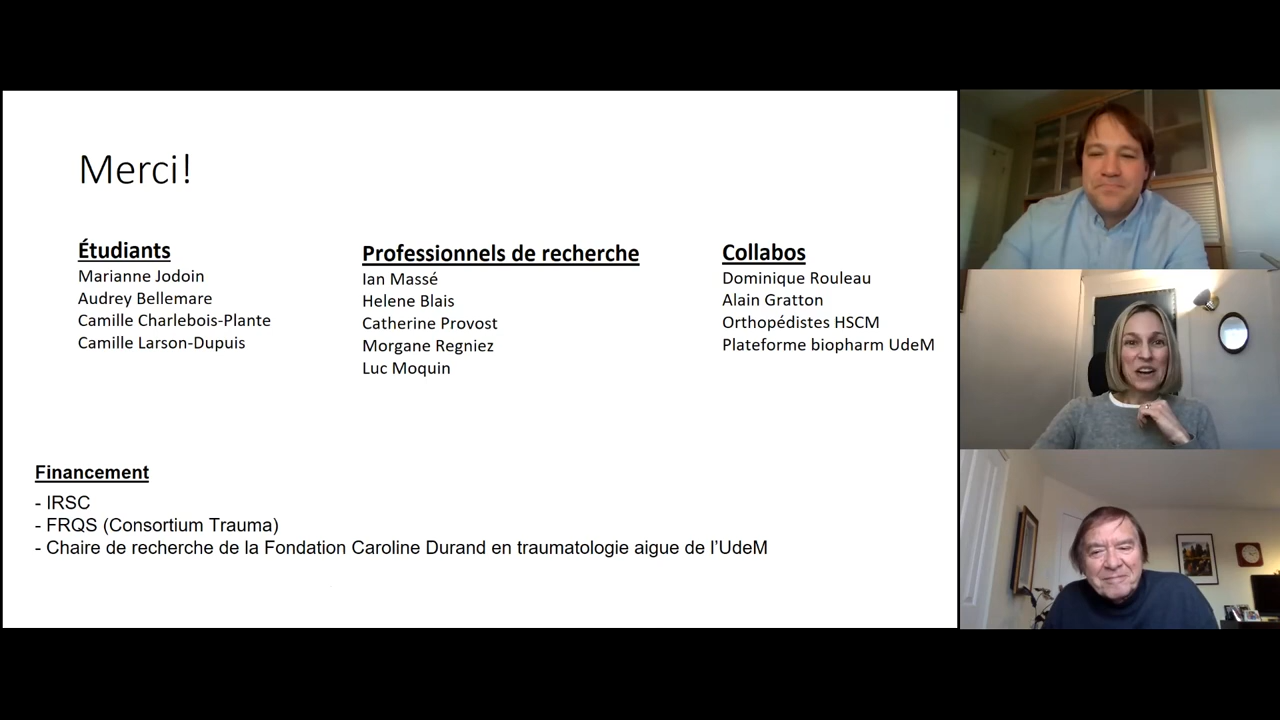 Merci!
Étudiants
Marianne Jodoin
Audrey Bellemare
Camille Charlebois-Plante
Camille Larson-Dupuis
Professionnels de recherche
Ian Massé
Helene Blais
Catherine Provost
Morgane Regniez
Luc Moquin
Collabos
Dominique Rouleau
Alain Gratton
Orthopédistes HSCM
Plateforme biopharm UdeM
Financement
- IRSC
- FRQS (Consortium Trauma)
- Chaire de recherche de la Fondation Caroline Durand en traumatologie aigue de l’UdeM